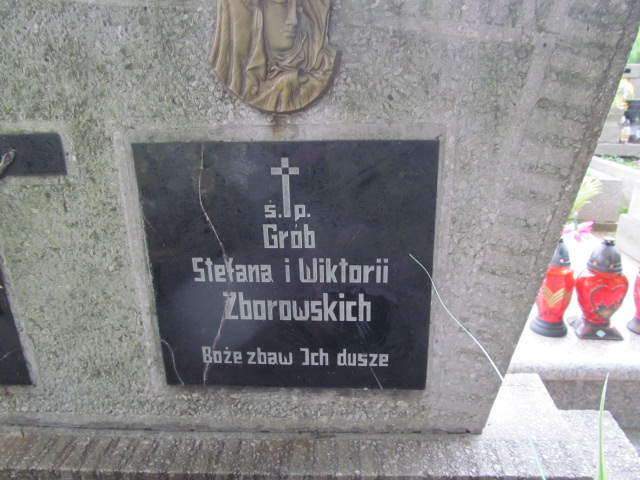 ś. p.
Grób
Stefana i Wiktorii
Zborowskich
Boże zbaw Ich dusze